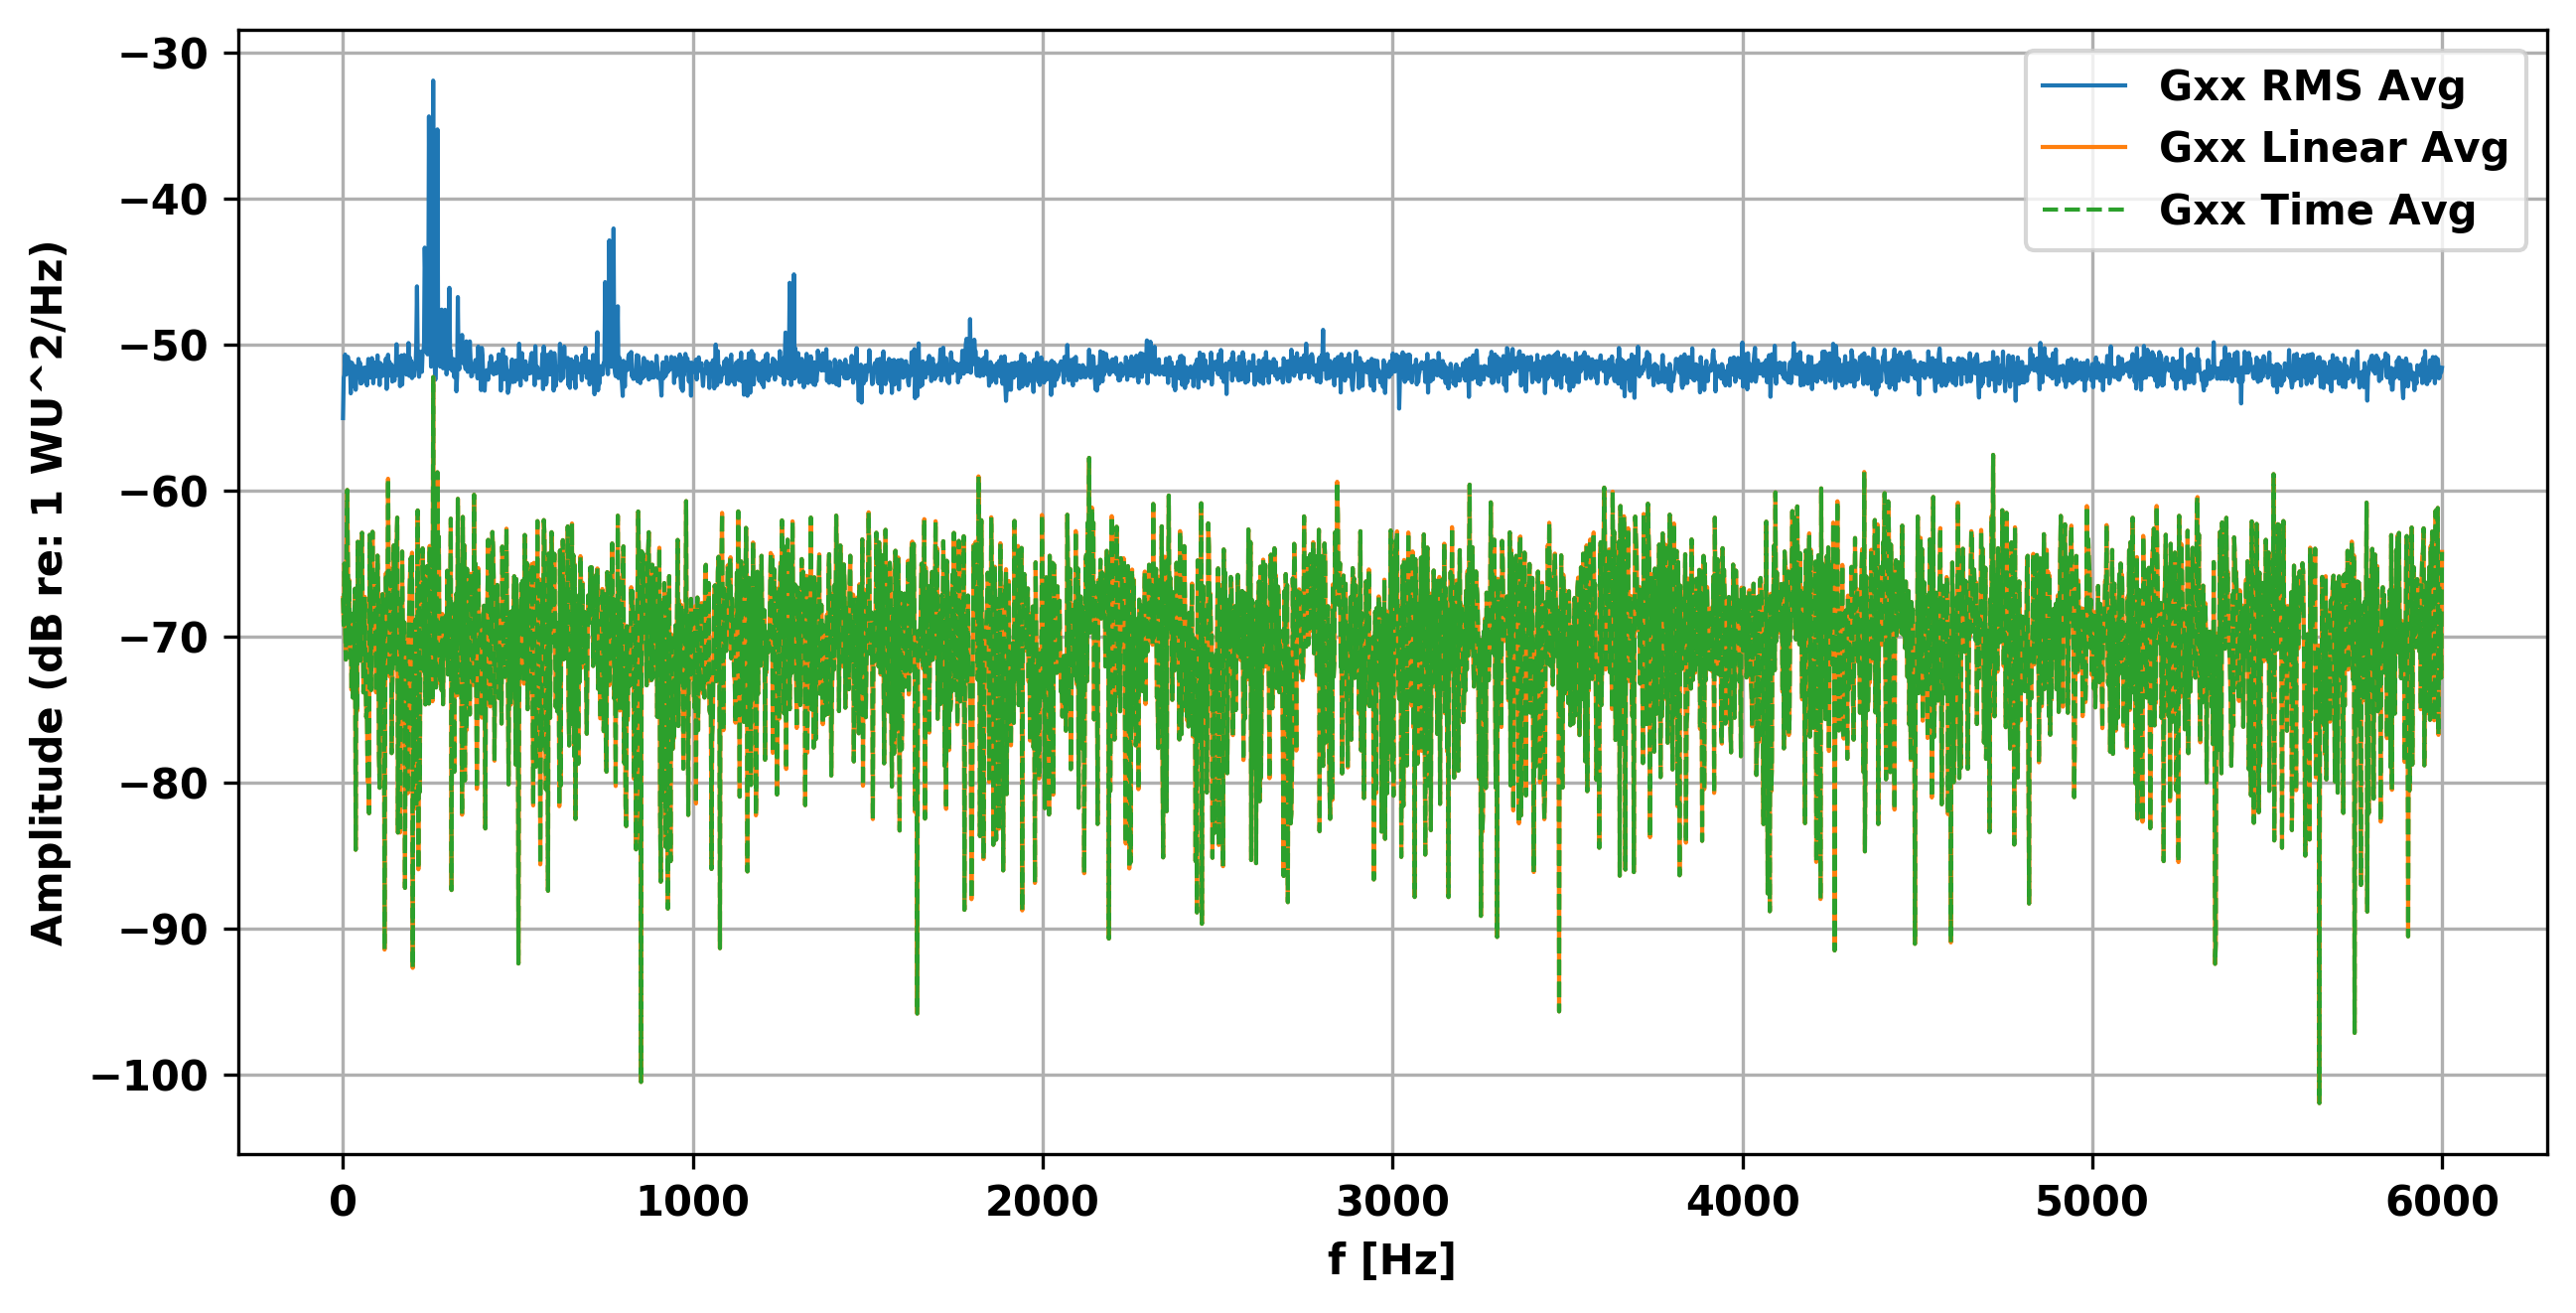 Amplitude (dB re: 1 WU^2/Hz)
−30
−40
−50
−60
−70
−80
−90
−100
Gxx RMS Avg
Gxx Linear Avg
Gxx Time Avg
0 1000 2000 3000 4000 5000 6000
f [Hz]